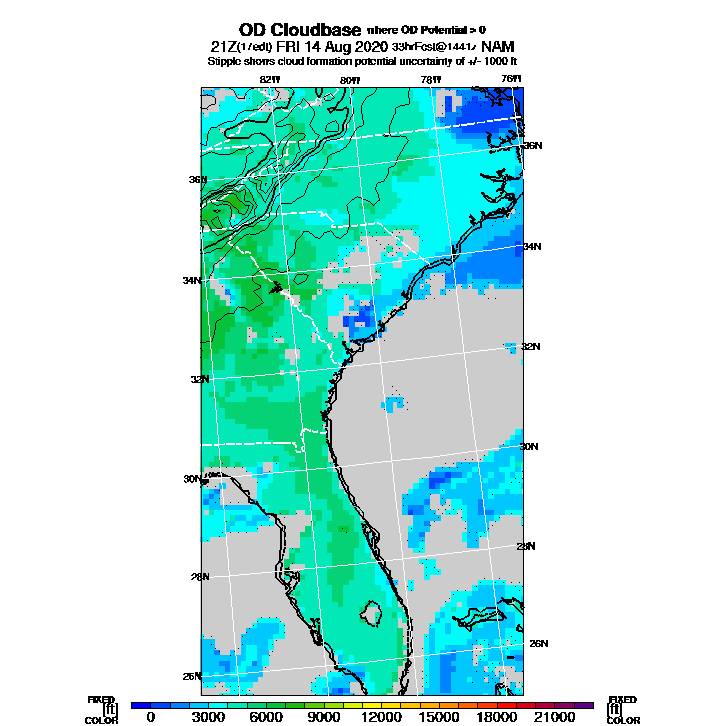 OD Cloudbase where OD Potential > 0
21Z(17edt) FRI 14 Aug 2020 33hrFcst@1441z NAM
Stipple shows cloud formation potential uncertainty of +/- 1000 ft
82W 80W 78W 76W
36N
36N
34N
34N
32N
32N
30N
30N
28N
28N
26N
26N
FIXED FIXED
[ft] [ft]
COLOR COLOR
0 3000 6000 9000 12000 15000 18000 21000